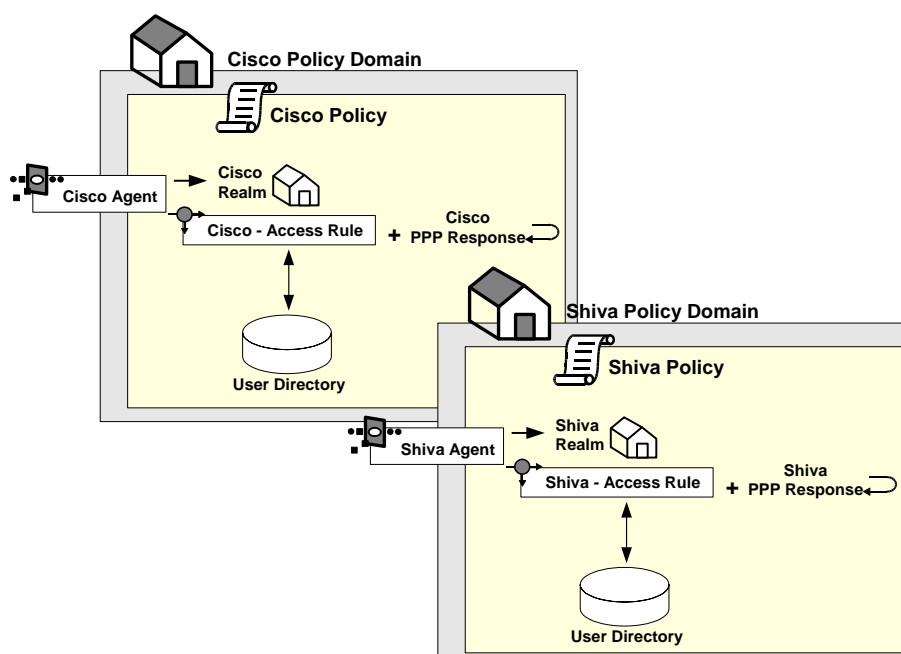 Cisco Policy Domain
Cisco Policy
Cisco
Realm
Cisco Agent
Cisco - Access Rule
+
Cisco
PPP Response
User Directory
Shiva Policy Domain
Shiva Policy
Shiva
Realm
Shiva Agent
Shiva - Access Rule
+
Shiva
PPP Response
User Directory